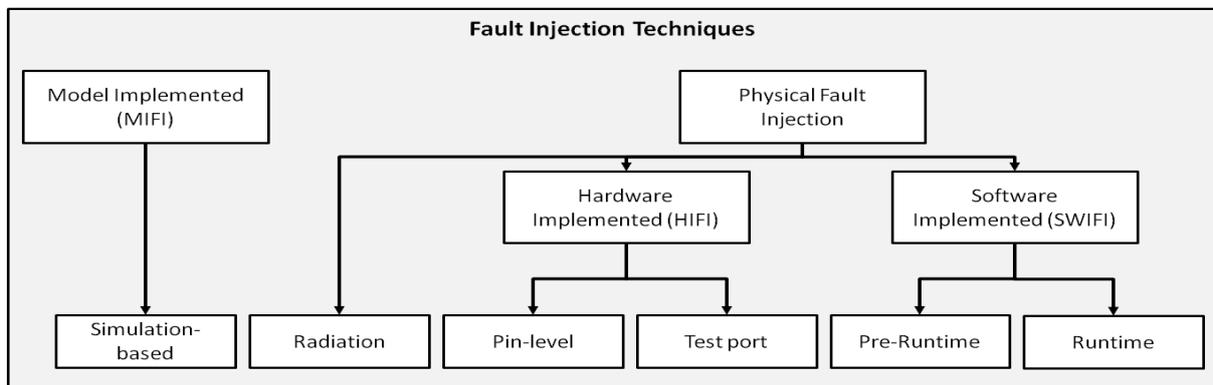 Fault Injection Techniques
Model Implemented
(MIFI)
Physical Fault
Injection
Hardware
Implemented (HIFI)
Software
Implemented (SWIFI)
Simulation-
based
Radiation
Pin-level
Test port
Pre-Runtime
Runtime